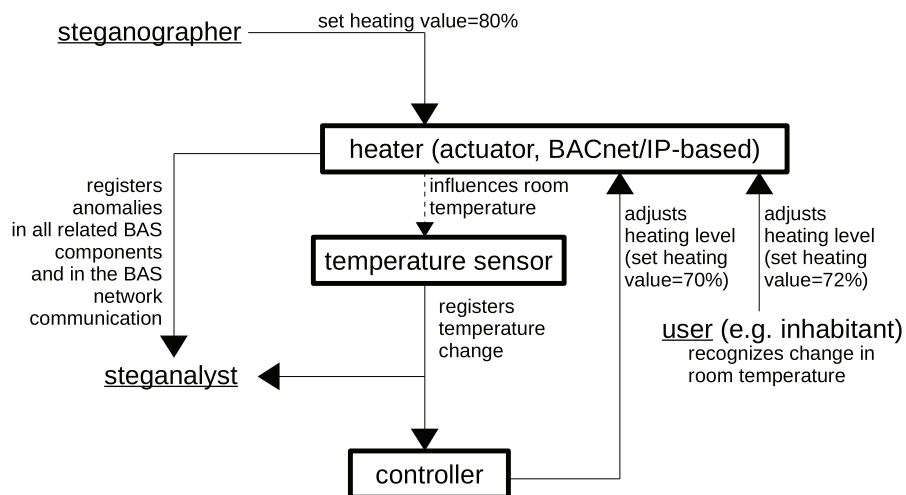 set heating value=80%
steganographer
heater (actuator, BACnet/IP-based)
registers
anomalies
in all related BAS
components
and in the BAS
network
communication
influences room
temperature
adjusts
heating level
(set heating
value=70%)
adjusts
heating level
(set heating
value=72%)
temperature sensor
registers
temperature
change
user (e.g. inhabitant)
recognizes change in
room temperature
steganalyst
controller